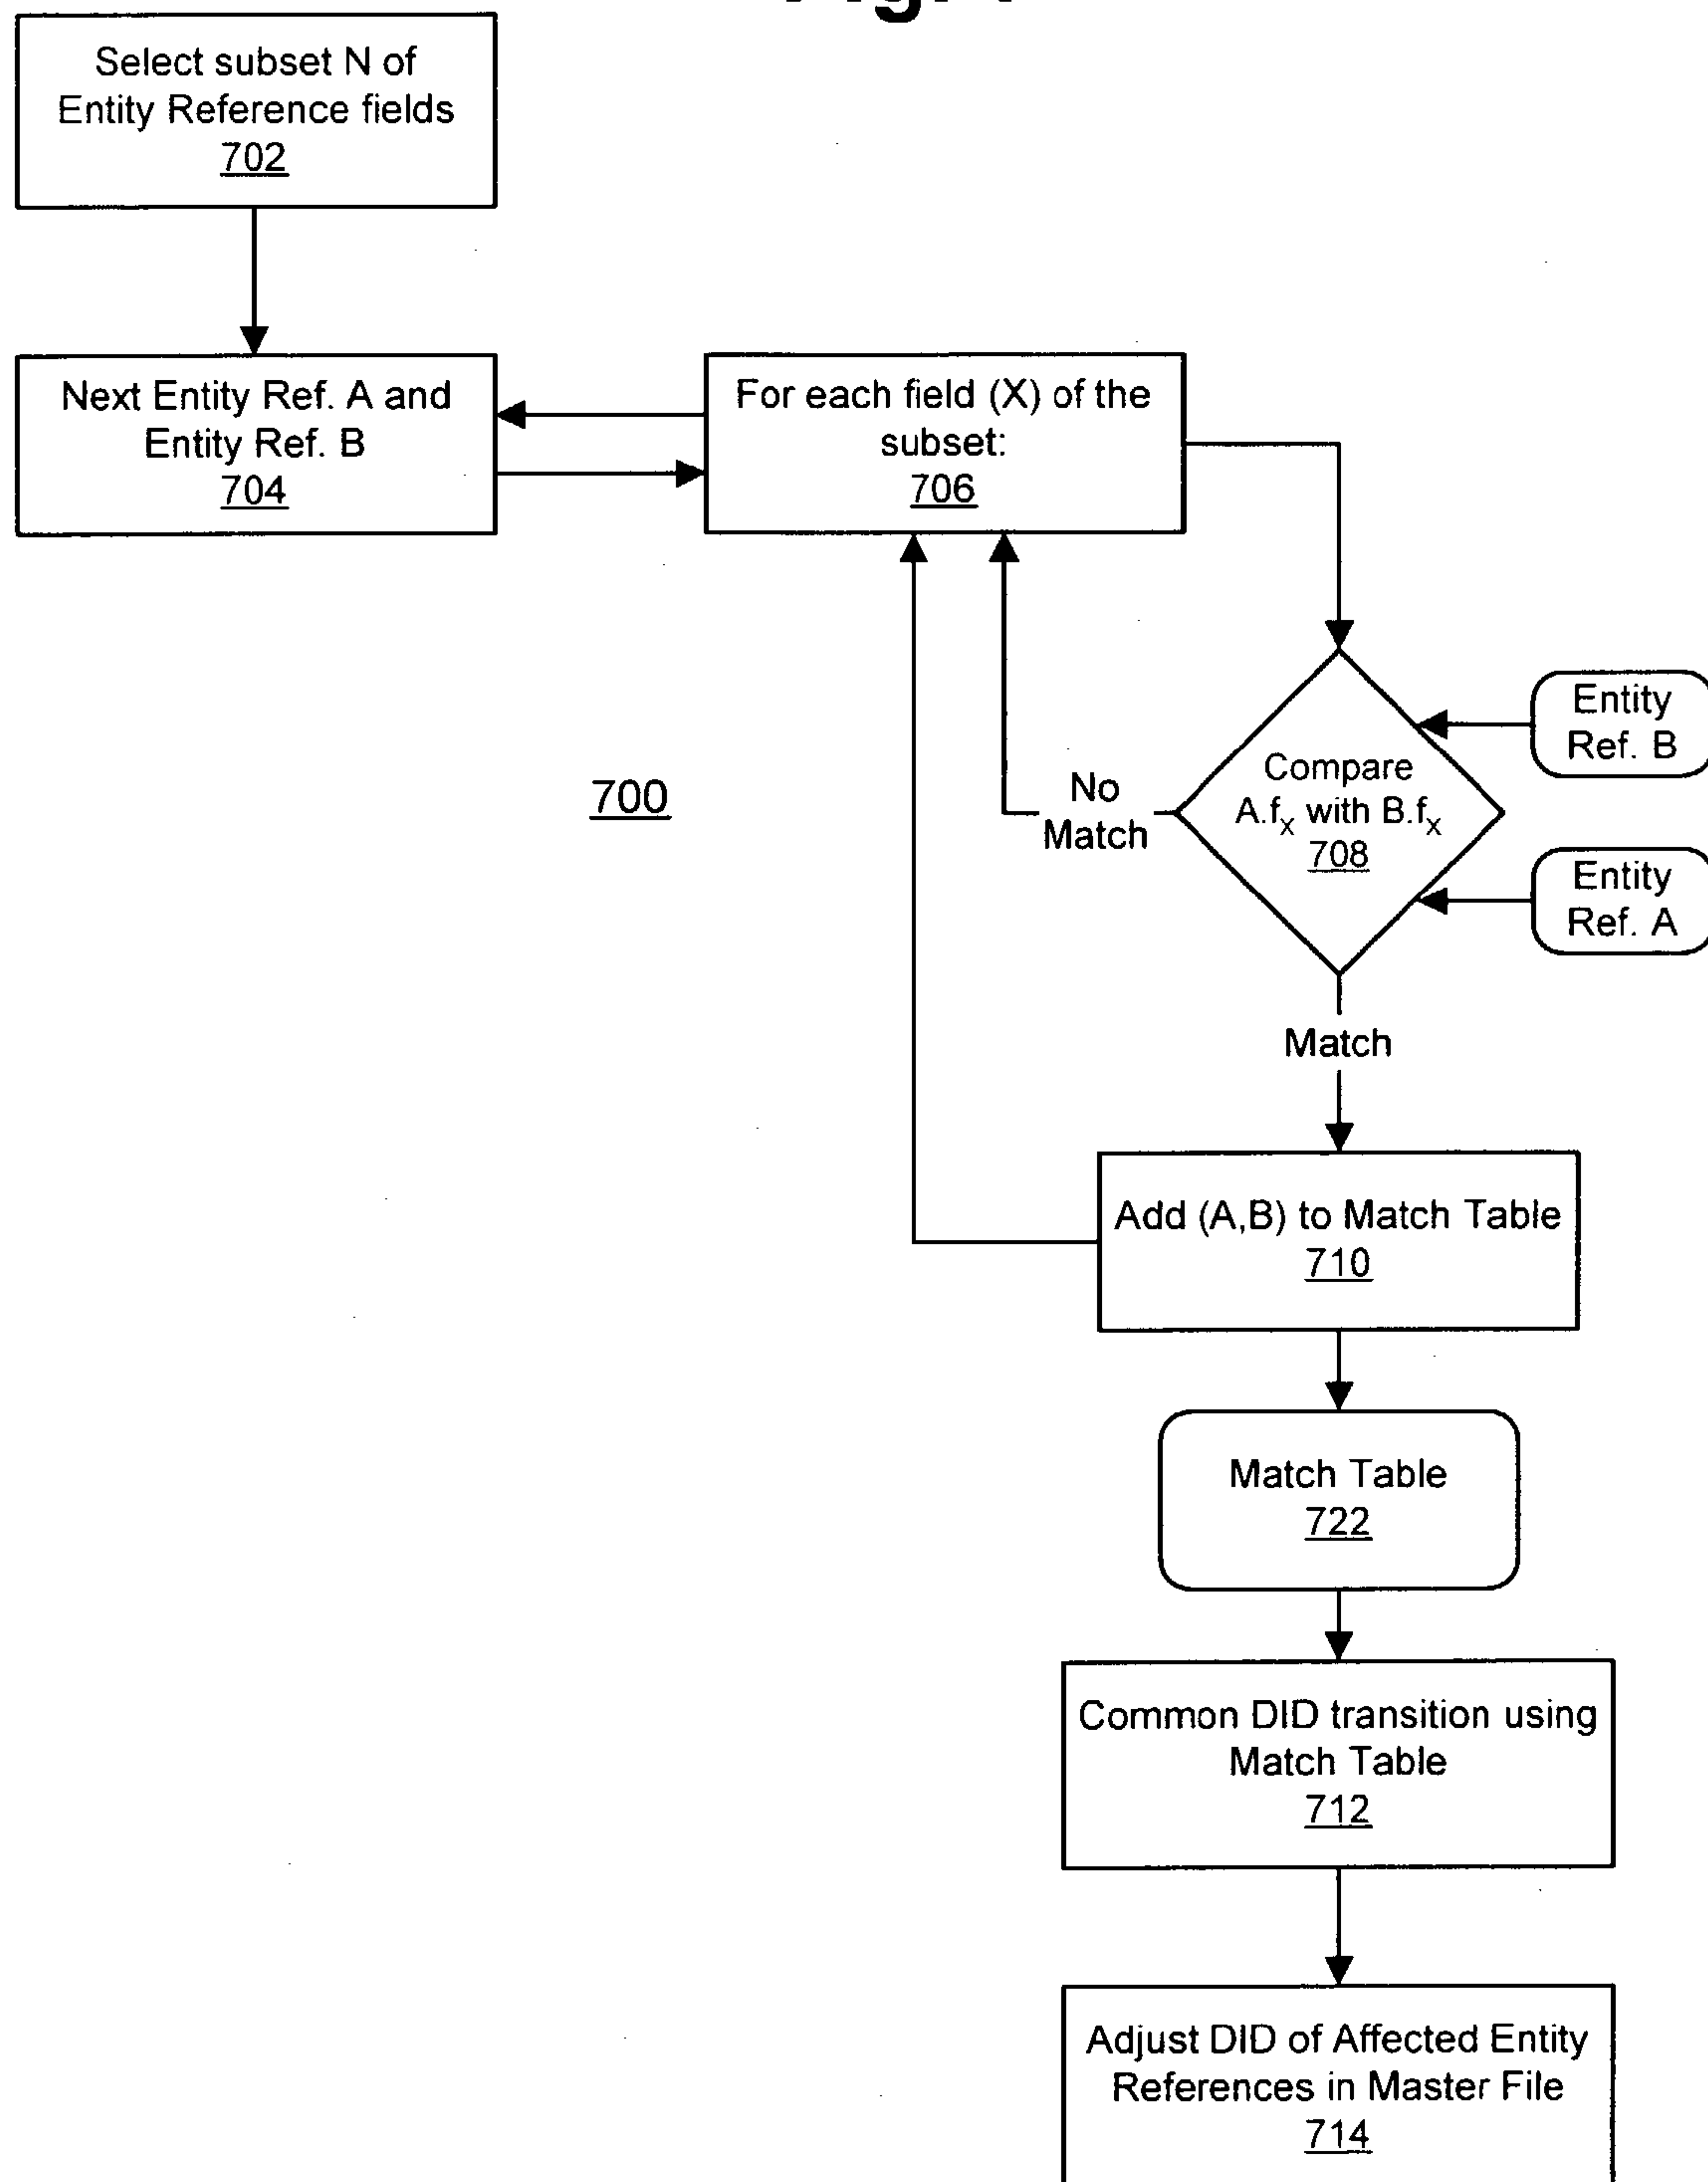 Select subset N of
Entity Reference fields
702
Next Entity Ref. A and
Entity Ref. B
704
For each field (X) of the
subset:
706
Entity
Ref. B
Compare
A.fx with B.fx
708
No
Match
700
Entity
Ref. A
Match
Add (A,B) to Match Table
710
Match Table
722
Common DID transition using
Match Table
712
Adjust DID of Affected Entity
References in Master File
714